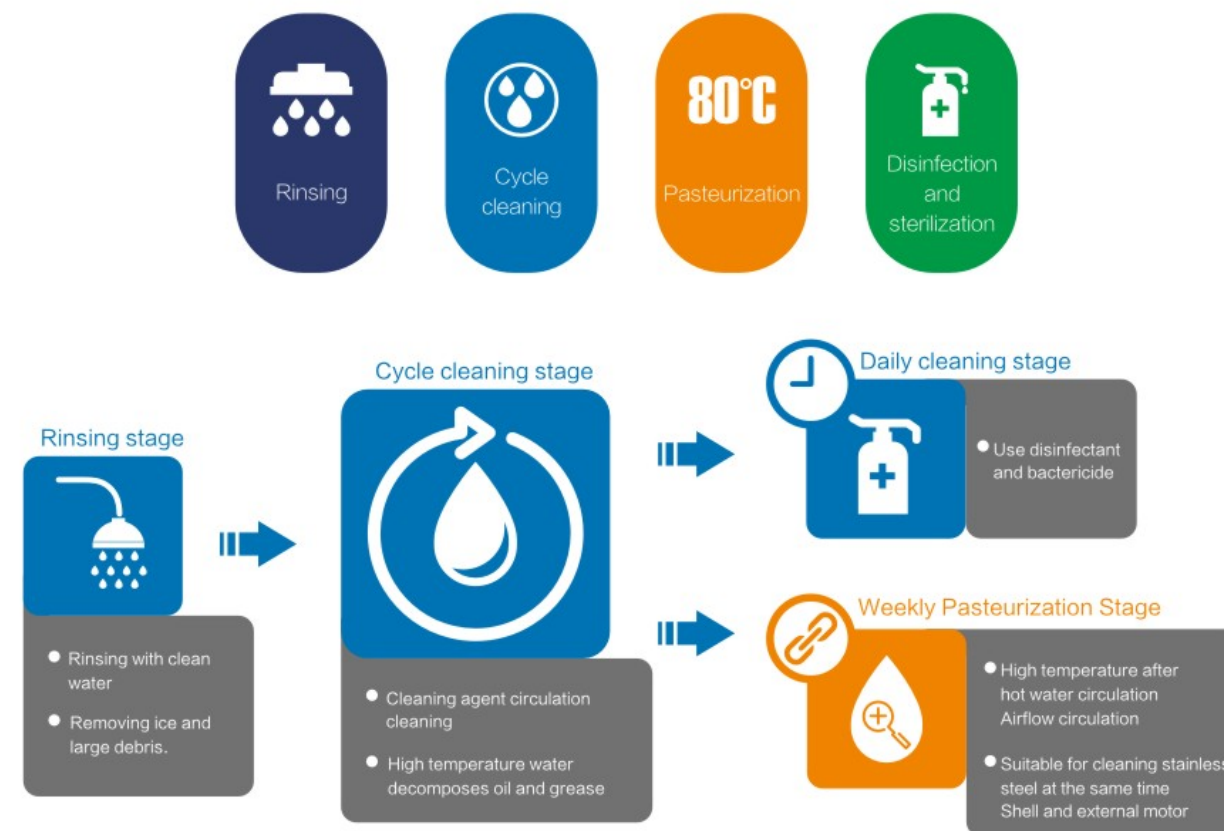 Rinsing
Cycle
cleaning
80°C
Pasteurization
Disinfection
and
sterilization
Rinsing stage
Rinsing with clean
water
Removing ice and
large debris.
Cycle cleaning stage
Cleaning agent circulation
cleaning
High temperature water
decomposes oil and grease
Daily cleaning stage
Use disinfectant
and bactericide
Weekly Pasteurization Stage
High temperature after
hot water circulation
Airflow circulation
Suitable for cleaning stainless
steel at the same time
Shell and external motor